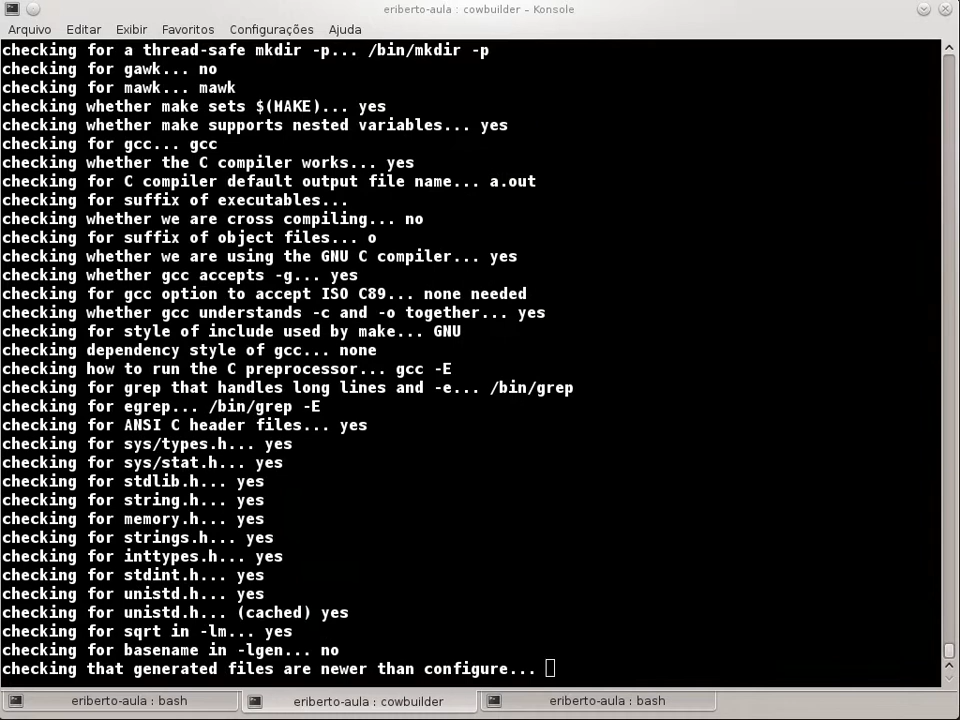 eriberto-aula : cowbuilder – Konsole
Arquivo Editar Exibir Favoritos Configurações Ajuda
checking for a thread-safe mkdir -p... /bin/mkdir -p
checking for gawk... no
checking for mawk... mawk
checking whether make sets $(MAKE)... yes
checking whether make supports nested variables... yes
checking for gcc... gcc
checking whether the C compiler works... yes
checking for C compiler default output file name... a.out
checking for suffix of executables...
checking whether we are cross compiling... no
checking for suffix of object files... o
checking whether we are using the GNU C compiler... yes
checking whether gcc accepts -g... yes
checking for gcc option to accept ISO C89... none needed
checking whether gcc understands -c and -o together... yes
checking for style of include used by make... GNU
checking dependency style of gcc... none
checking how to run the C preprocessor... gcc -E
checking for grep that handles long lines and -e... /bin/grep
checking for egrep... /bin/grep -E
checking for ANSI C header files... yes
checking for sys/types.h... yes
checking for sys/stat.h... yes
checking for stdlib.h... yes
checking for string.h... yes
checking for memory.h... yes
checking for strings.h... yes
checking for inttypes.h... yes
checking for stdint.h... yes
checking for unistd.h... yes
checking for unistd.h... (cached) yes
checking for sqrt in -lm... yes
checking for basename in -lgen... no
checking that generated files are newer than configure...
eriberto-aula : bash eriberto-aula : cowbuilder eriberto-aula : bash